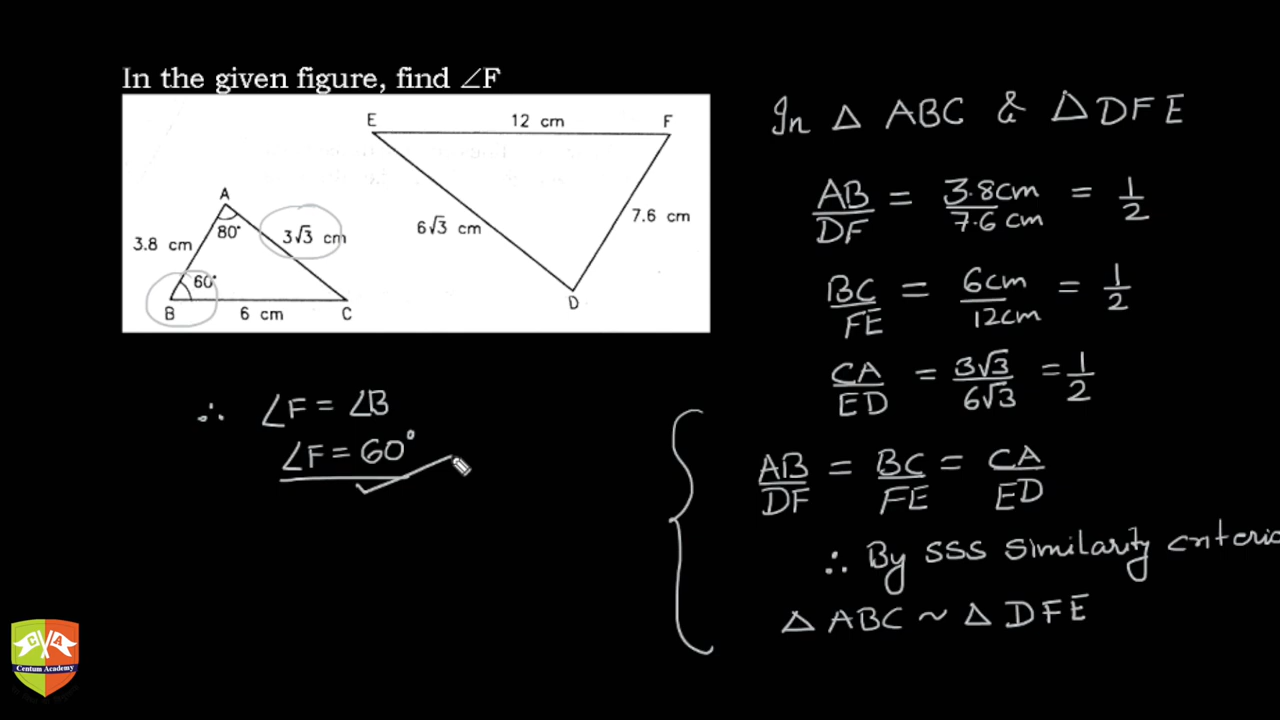 In the given figure, find ∠F
E 12 cm F
A
80°
3.8 cm
3√3 cm
6√3 cm
7.6 cm
60°
B 6 cm C
D
∴ ∠F = ∠B
∠F = 60°
In △ ABC & △ DFE
AB/DF = 3.8cm/7.6 cm = 1/2
BC/FE = 6cm/12cm = 1/2
CA/ED = 3√3/6√3 = 1/2
AB/DF = BC/FE = CA/ED
∴ By SSS Similarity criteria
△ ABC ~ △ DFE
C A
Centum Academy